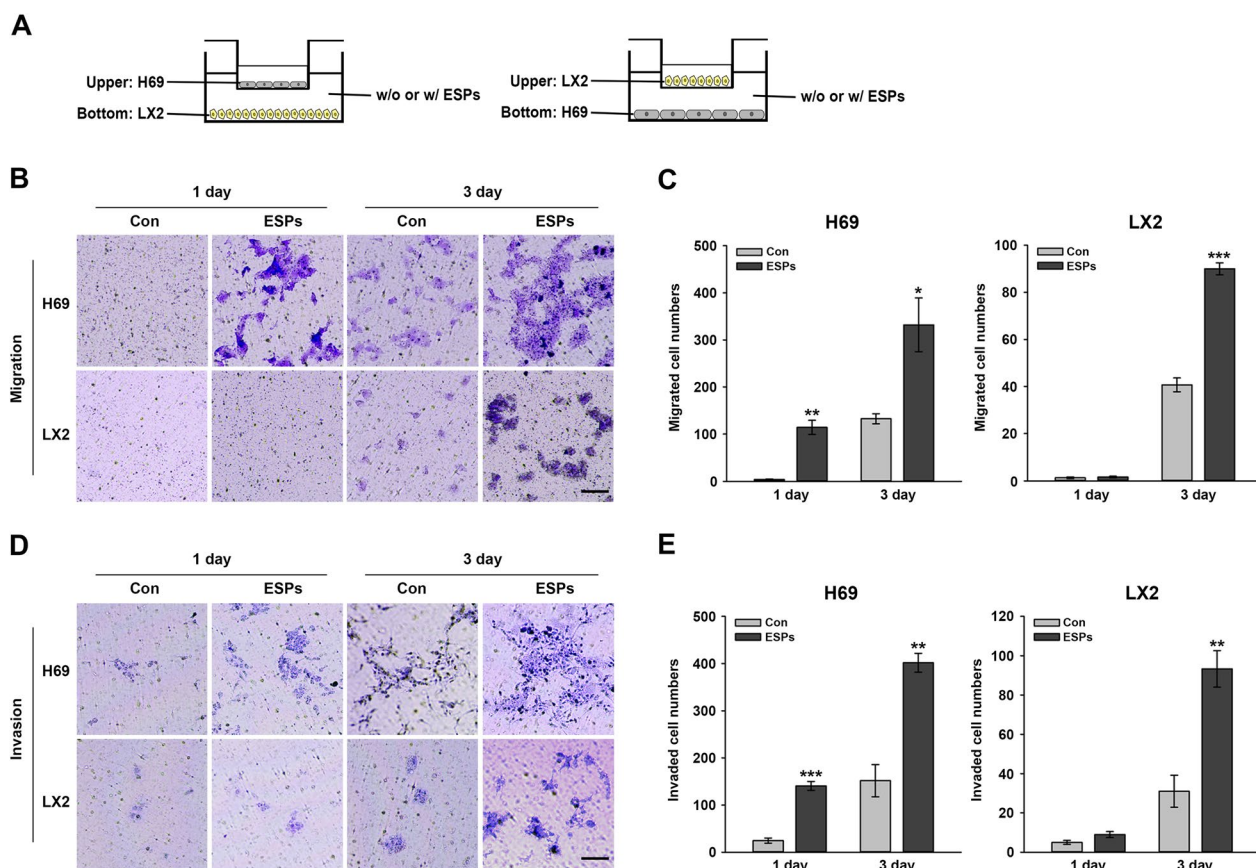 A
Upper: H69
Bottom: LX2
w/o or w/ ESPs
Upper: LX2
Bottom: H69
w/o or w/ ESPs
B
1 day
3 day
Con
ESPs
Con
ESPs
Migration
H69
LX2
C
H69
Con
ESPs
Migrated cell numbers
500
400
300
200
100
0
**
*
1 day
3 day
LX2
Con
ESPs
Migrated cell numbers
100
80
60
40
20
0
***
1 day
3 day
D
1 day
3 day
Con
ESPs
Con
ESPs
Invasion
H69
LX2
E
H69
Con
ESPs
Invaded cell numbers
500
400
300
200
100
0
***
**
1 day
3 day
LX2
Con
ESPs
Invaded cell numbers
120
100
80
60
40
20
0
**
1 day
3 day